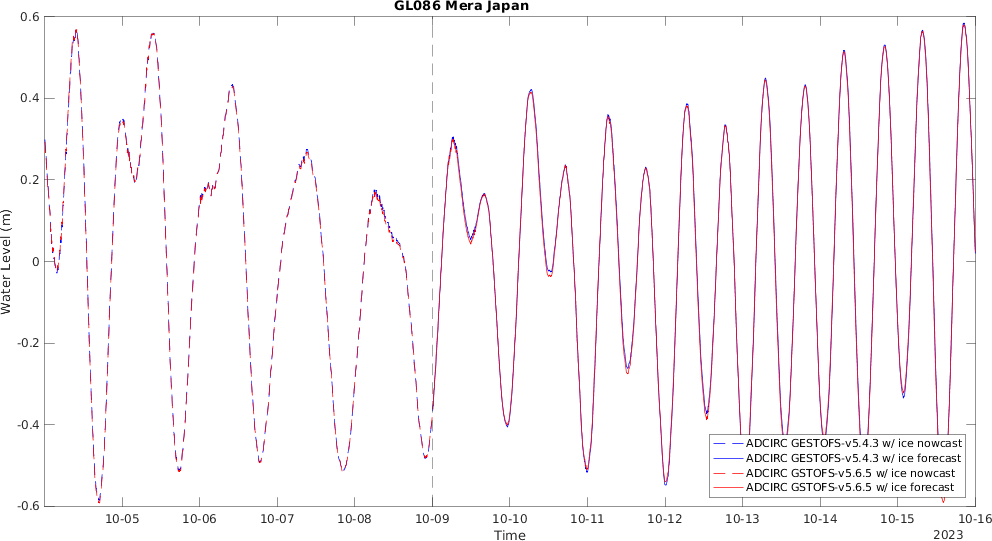 GL086 Mera Japan
0.6
0.4
0.2
0
-0.2
-0.4
-0.6
Water Level (m)
ADCIRC GESTOFS-v5.4.3 w/ ice nowcast
ADCIRC GESTOFS-v5.4.3 w/ ice forecast
ADCIRC GSTOFS-v5.6.5 w/ ice nowcast
ADCIRC GSTOFS-v5.6.5 w/ ice forecast
10-05 10-06 10-07 10-08 10-09 10-10 10-11 10-12 10-13 10-14 10-15 10-16
Time
2023